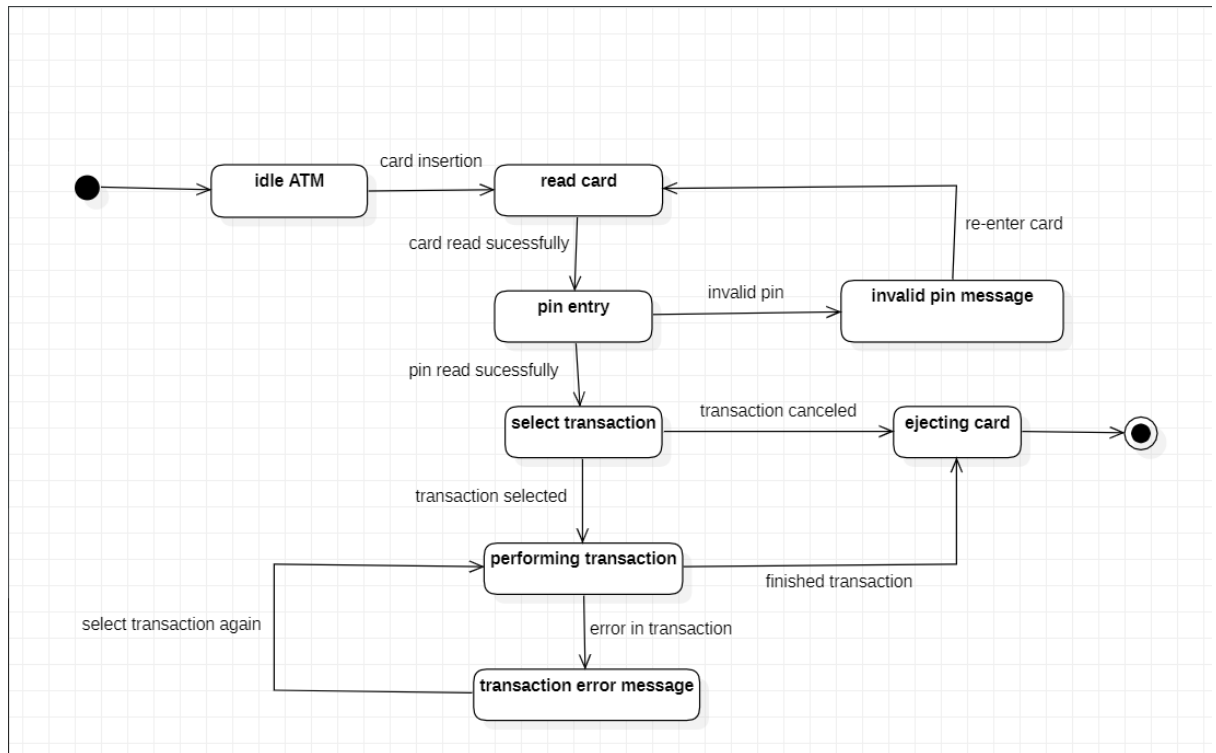 card insertion
idle ATM
read card
re-enter card
card read sucessfully
invalid pin
invalid pin message
pin entry
pin read sucessfully
transaction canceled
select transaction
ejecting card
transaction selected
performing transaction
finished transaction
select transaction again
error in transaction
transaction error message